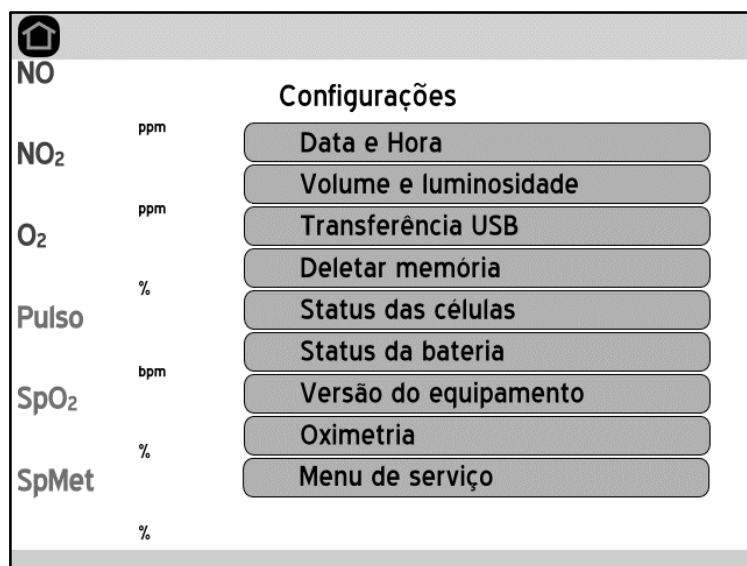 NO
ppm
NO₂
ppm
O₂
%
Pulso
bpm
SpO₂
%
SpMet
%
Configurações
Data e Hora
Volume e luminosidade
Transferência USB
Deletar memória
Status das células
Status da bateria
Versão do equipamento
Oximetria
Menu de serviço